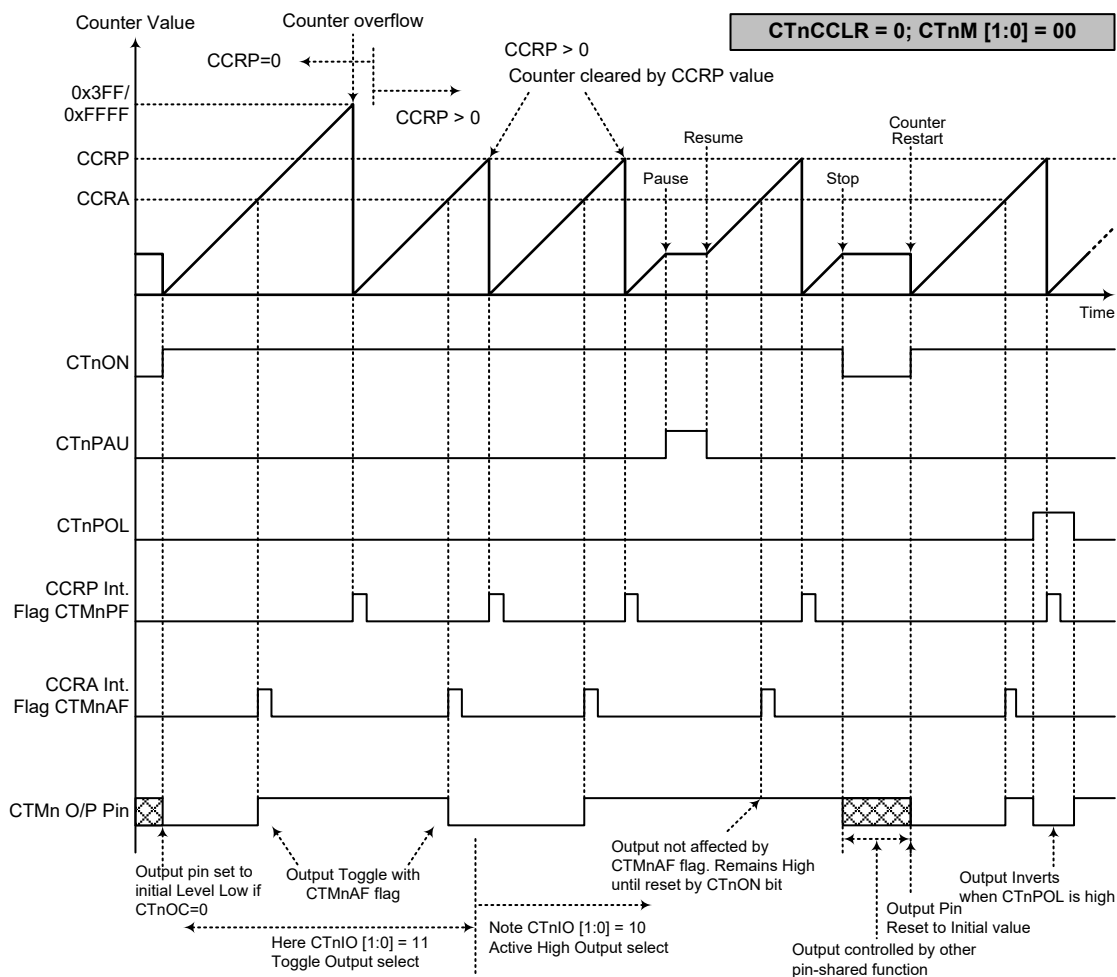 Counter Value
Counter overflow
CTnCCLR = 0; CTnM [1:0] = 00
CCRP=0
CCRP > 0
CCRP > 0
Counter cleared by CCRP value
0x3FF/
0xFFFF
CCRP
CCRA
Pause
Resume
Stop
Counter
Restart
Time
CTnON
CTnPAU
CTnPOL
CCRP Int.
Flag CTMnPF
CCRA Int.
Flag CTMnAF
CTMn O/P Pin
Output pin set to
initial Level Low if
CTnOC=0
Output Toggle with
CTMnAF flag
Here CTnIO [1:0] = 11
Toggle Output select
Note CTnIO [1:0] = 10
Active High Output select
Output not affected by
CTMnAF flag. Remains High
until reset by CTnON bit
Output controlled by other
pin-shared function
Output Pin
Reset to Initial value
Output Inverts
when CTnPOL is high